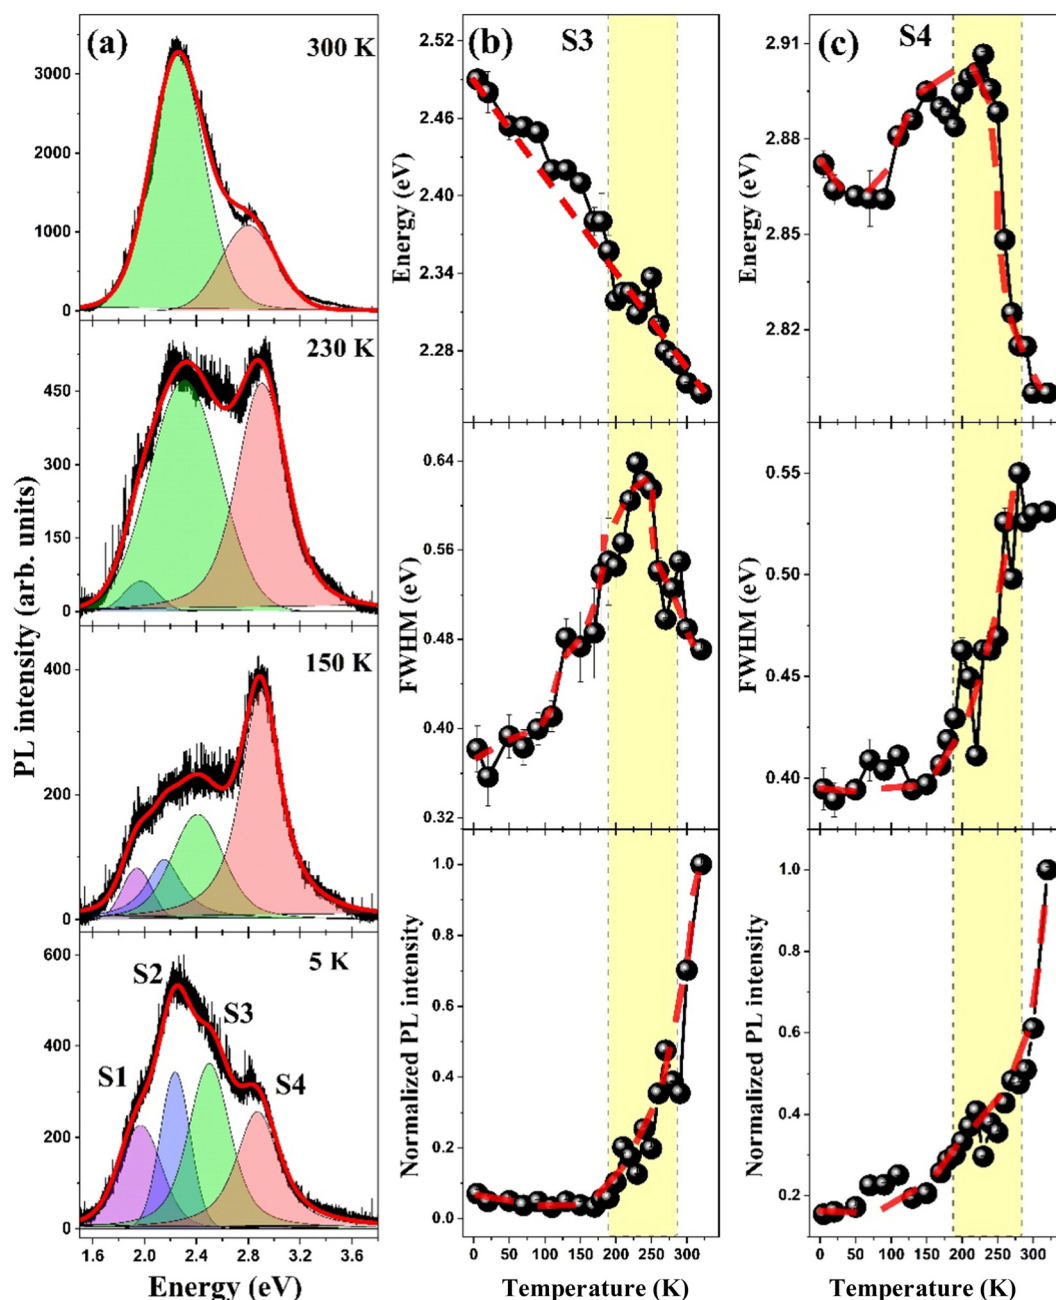 (a)
300 K
3000
2000
1000
0
230 K
450
300
150
0
150 K
400
200
0
5 K
600
400
200
0
S1
S2
S3
S4
1.6 2.0 2.4 2.8 3.2 3.6
Energy (eV)
PL intensity (arb. units)
(b)
S3
2.52
2.46
2.40
2.34
2.28
Energy (eV)
0.64
0.56
0.48
0.40
0.32
FWHM (eV)
1.0
0.8
0.6
0.4
0.2
0.0
Normalized PL intensity
0 50 100 150 200 250 300
Temperature (K)
(c)
S4
2.91
2.88
2.85
2.82
Energy (eV)
0.55
0.50
0.45
0.40
FWHM (eV)
1.0
0.8
0.6
0.4
0.2
Normalized PL intensity
0 50 100 150 200 250 300
Temperature (K)